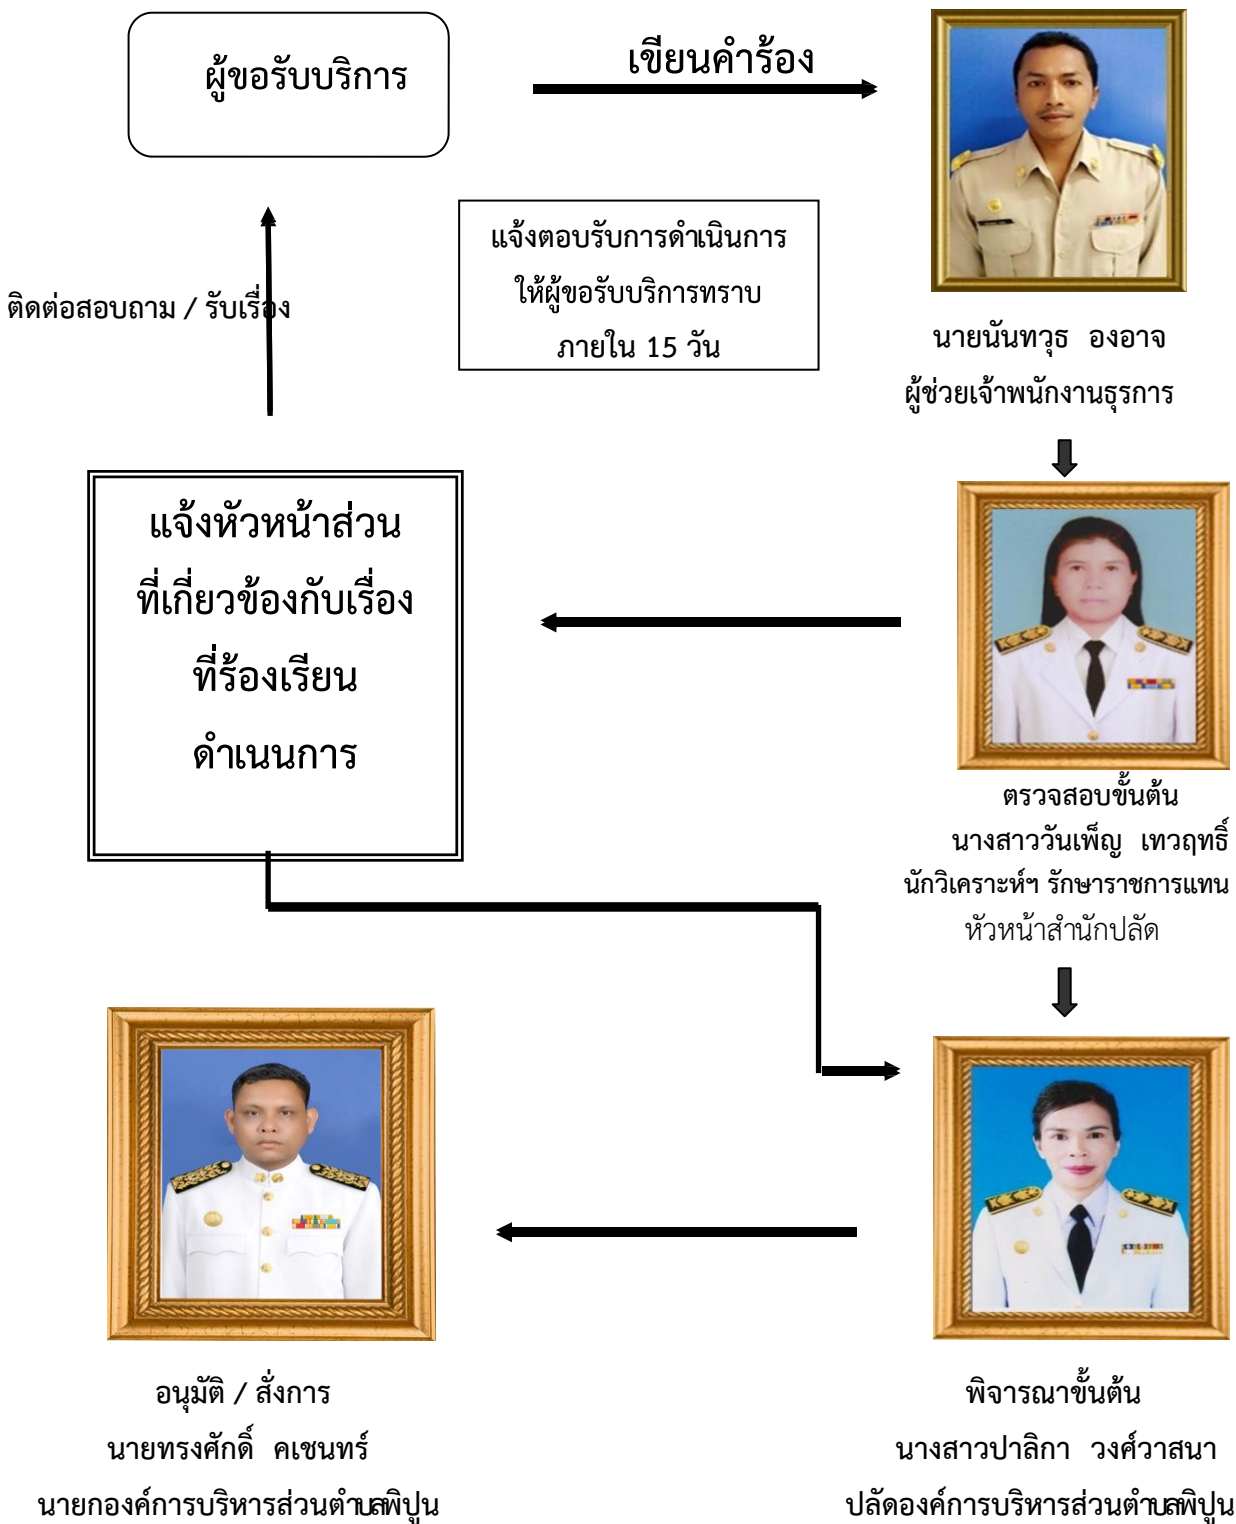 ผู้ขอรับบริการ
เขียนคำร้อง
แจ้งตอบรับการดำเนินการ
ให้ผู้ขอรับบริการทราบ
ภายใน 15 วัน
ติดต่อสอบถาม / รับเรื่อง
นายนันทวุธ องอาจ
ผู้ช่วยเจ้าพนักงานธุรการ
แจ้งหัวหน้าส่วน
ที่เกี่ยวข้องกับเรื่อง
ที่ร้องเรียน
ดำเนนการ
ตรวจสอบขั้นต้น
นางสาววันเพ็ญ เทวฤทธิ์
นักวิเคราะห์ฯ รักษาราชการแทน
หัวหน้าสำนักปลัด
อนุมัติ / สั่งการ
นายทรงศักดิ์ คเชนทร์
นายกองค์การบริหารส่วนตำบลพิปูน
พิจารณาขั้นต้น
นางสาวปาลิกา วงศ์วาสนา
ปลัดองค์การบริหารส่วนตำบลพิปูน